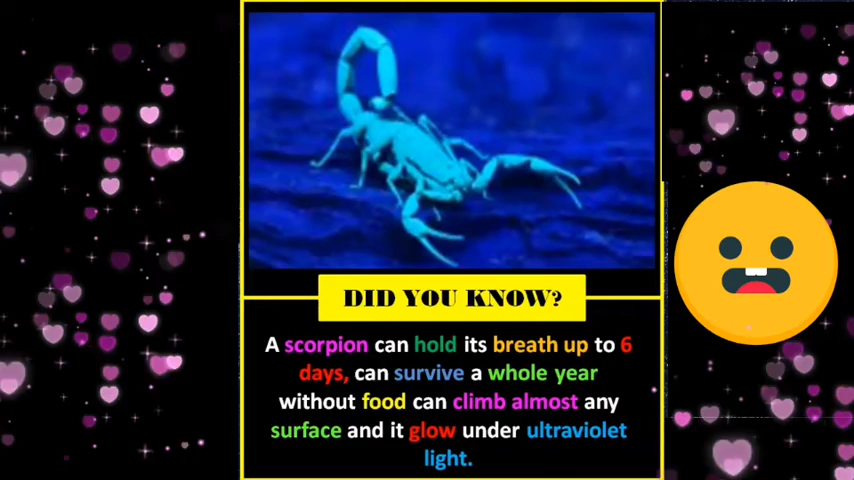 DID YOU KNOW?
A scorpion can hold its breath up to 6
days, can survive a whole year
without food can climb almost any
surface and it glow under ultraviolet
light.